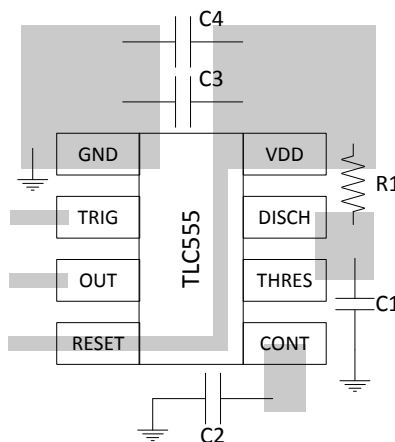 C4
C3
GND
VDD
R1
TRIG
DISCH
TLC555
OUT
THRES
C1
RESET
CONT
C2